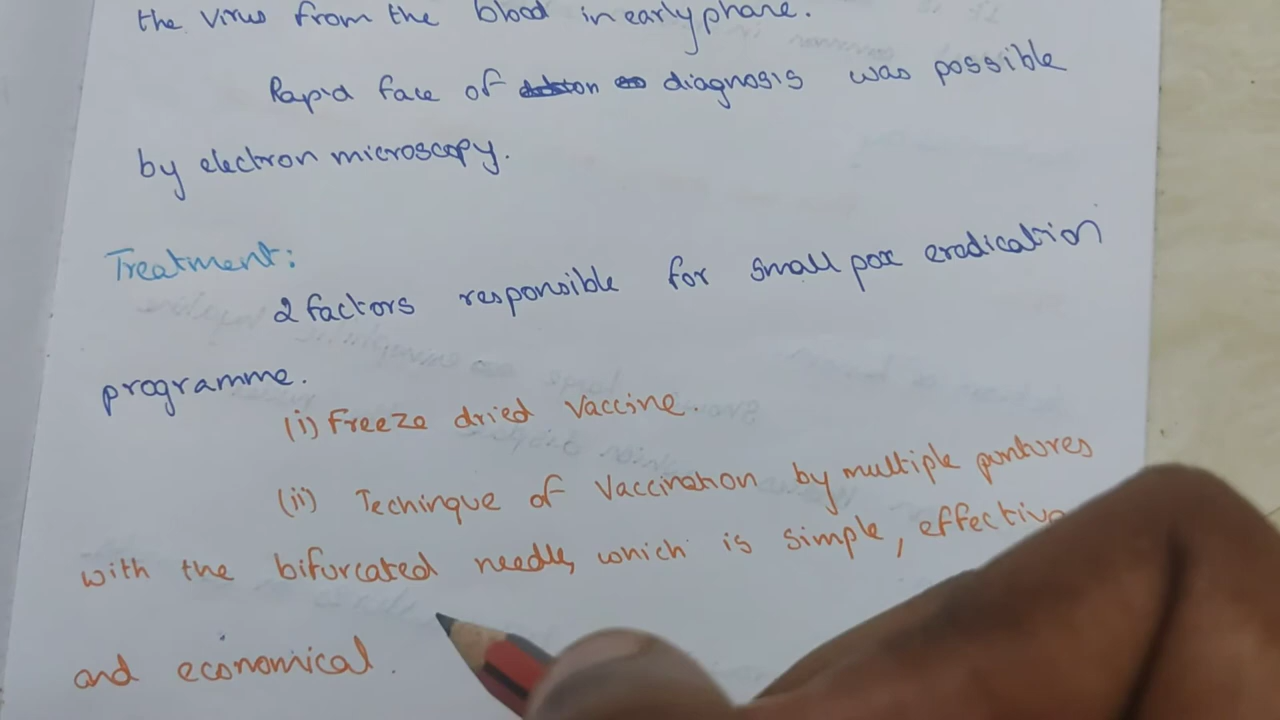 the virus from the blood in early phase.
Rapid face of diagnosis was possible
by electron microscopy.
Treatment:
2 factors responsible for small pox eradication
programme.
(i) Freeze dried vaccine.
(ii) Techinque of Vaccination by multiple puntures
with the bifurcated needle, which is simple, effective
and economical.